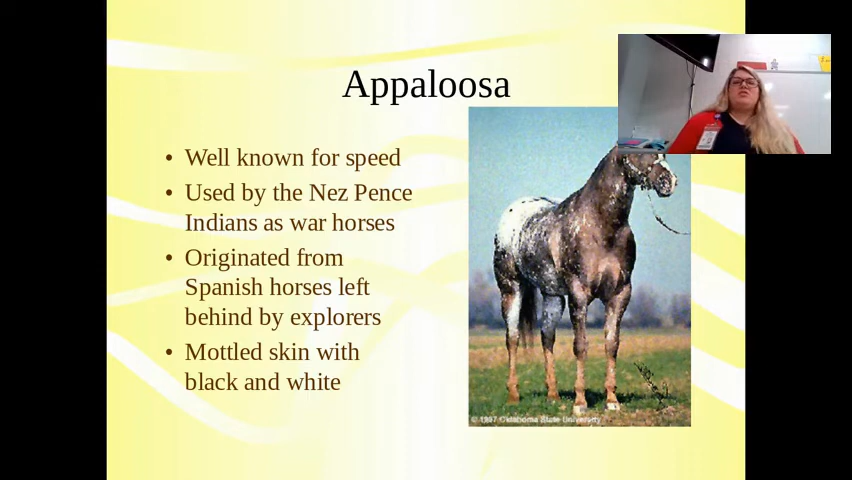 Appaloosa
• Well known for speed
• Used by the Nez Pence
Indians as war horses
• Originated from
Spanish horses left
behind by explorers
• Mottled skin with
black and white
© 1997 Oklahoma State University